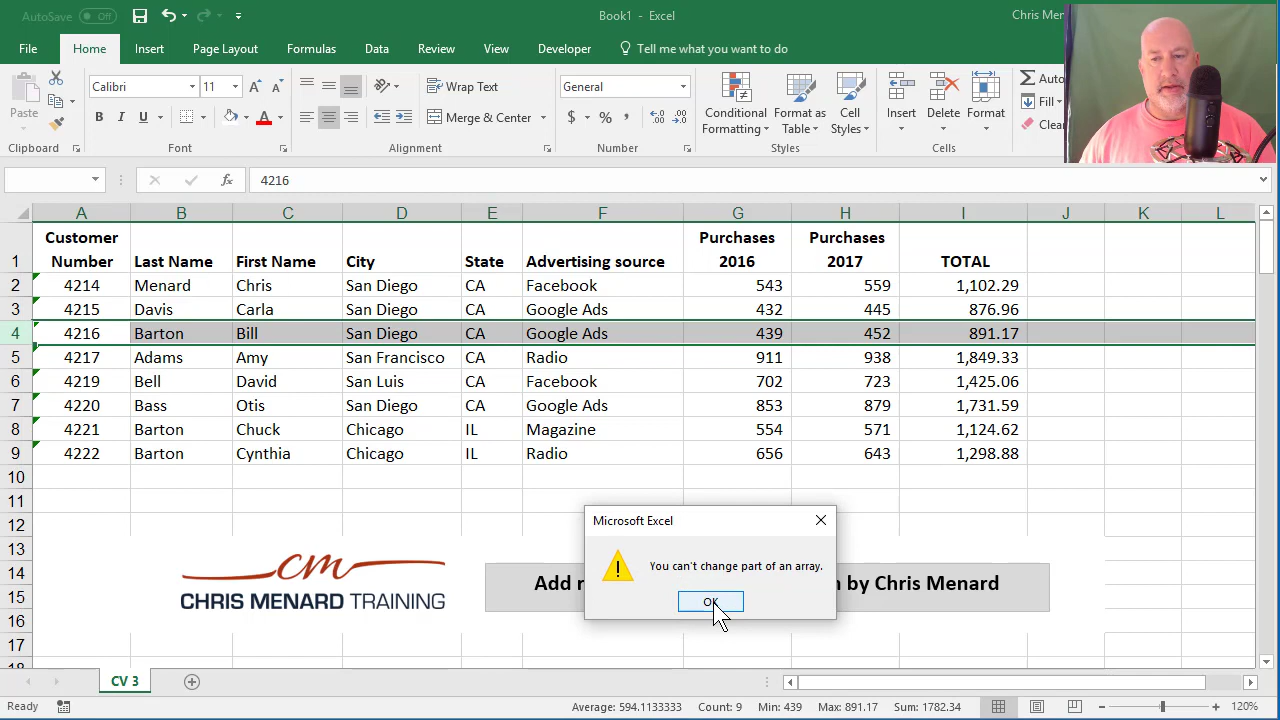 AutoSave Off Book1 - Excel Chris Men
File Home Insert Page Layout Formulas Data Review View Developer Tell me what you want to do
Calibri 11 Wrap Text General Auto
Paste Conditional Format as Cell Insert Delete Format Fill
B I U A Merge & Center $ % , Formatting Table Styles Clea
Clipboard Font Alignment Number Styles Cells
fx 4216
A B C D E F G H I J K L
Customer Purchases Purchases
1 Number Last Name First Name City State Advertising source 2016 2017 TOTAL
2 4214 Menard Chris San Diego CA Facebook 543 559 1,102.29
3 4215 Davis Carla San Diego CA Google Ads 432 445 876.96
4 4216 Barton Bill San Diego CA Google Ads 439 452 891.17
5 4217 Adams Amy San Francisco CA Radio 911 938 1,849.33
6 4219 Bell David San Luis CA Facebook 702 723 1,425.06
7 4220 Bass Otis San Diego CA Google Ads 853 879 1,731.59
8 4221 Barton Chuck Chicago IL Magazine 554 571 1,124.62
9 4222 Barton Cynthia Chicago IL Radio 656 643 1,298.88
10
11
12
13
14
15
16
17
cm
CHRIS MENARD TRAINING
Add n by Chris Menard
Microsoft Excel
You can't change part of an array.
OK
CV 3
Ready Average: 594.1133333 Count: 9 Min: 439 Max: 891.17 Sum: 1782.34 120%